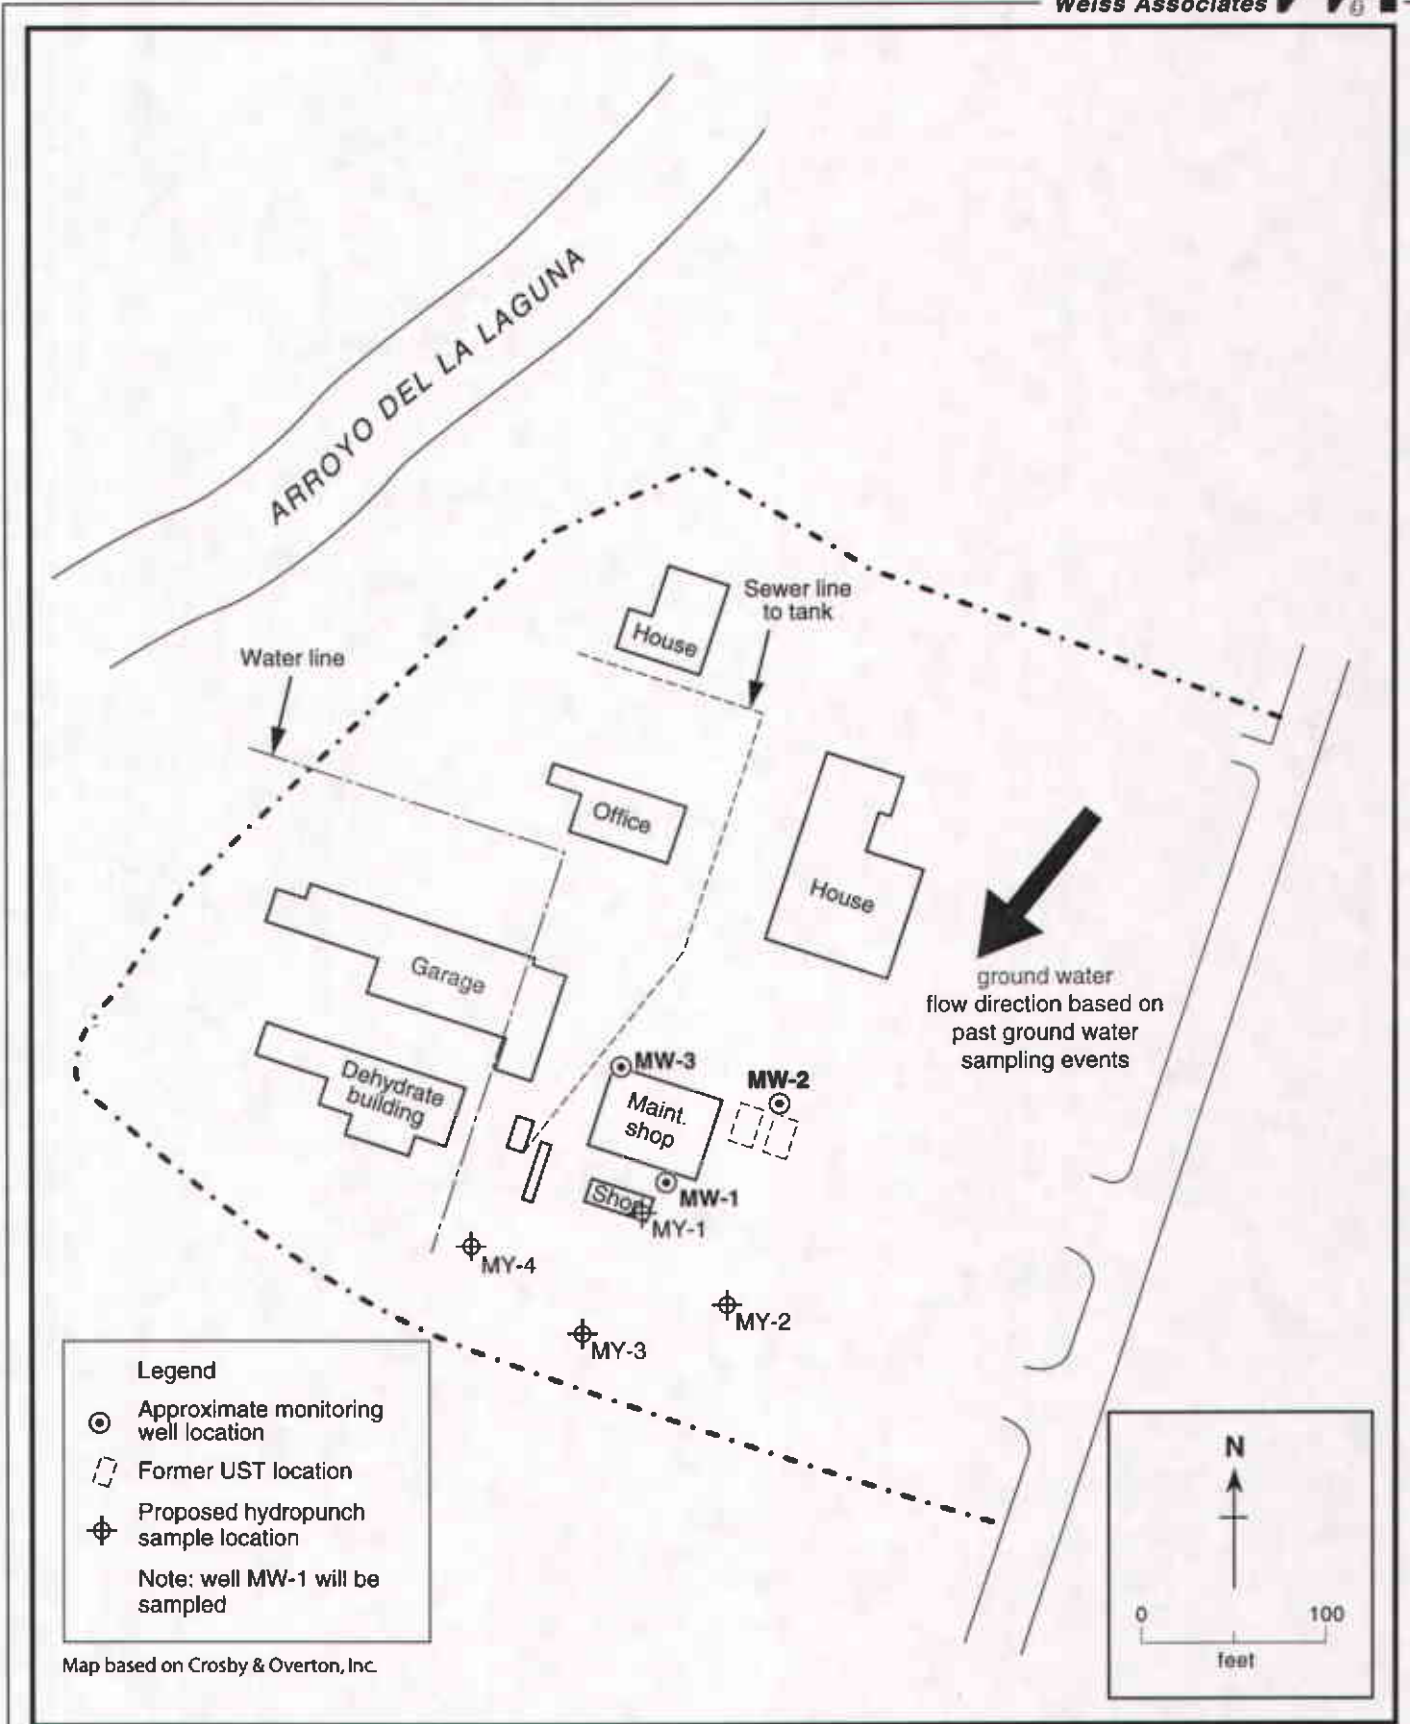 Weiss Associates
ARROYO DEL LA LAGUNA
Sewer line
to tank
House
Water line
Office
House
ground water
flow direction based on
past ground water
sampling events
Garage
MW-3
MW-2
Dehydrate
building
Maint.
shop
Shop
MW-1
MY-1
MY-4
MY-2
MY-3
Legend
Approximate monitoring
well location
Former UST location
Proposed hydropunch
sample location
Note: well MW-1 will be
sampled
N
0 100
feet
Map based on Crosby & Overton, Inc.